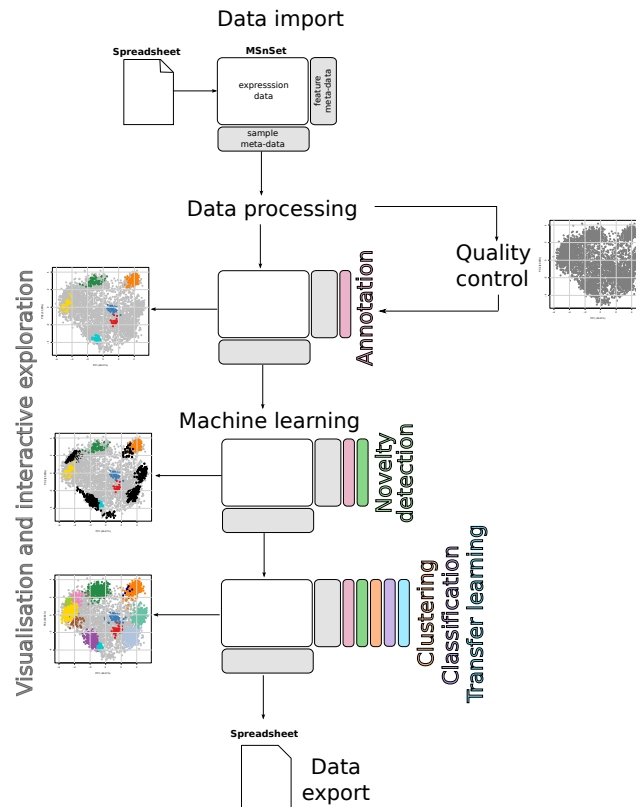 Data import
Spreadsheet
MSnSet
expresssion
data
feature
meta-data
sample
meta-data
Data processing
Quality
control
Annotation
Visualisation and interactive exploration
Machine learning
Novelty
detection
Clustering
Classification
Transfer learning
Spreadsheet
Data
export